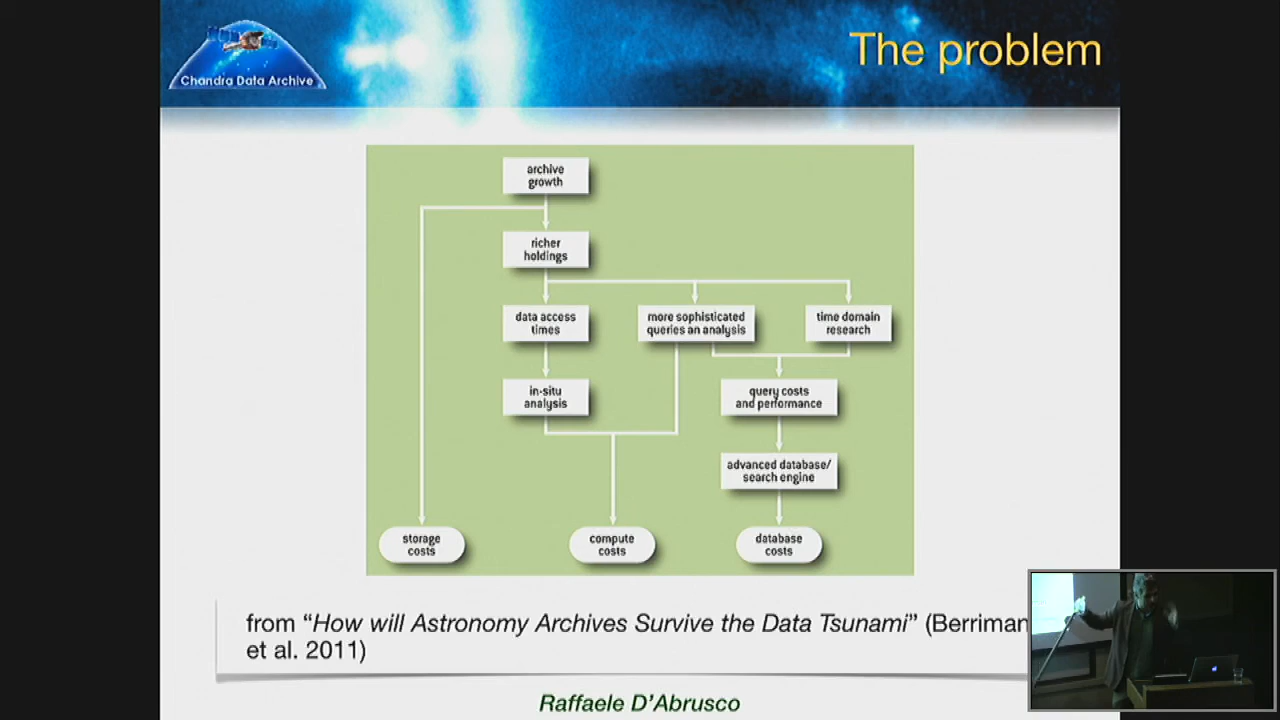 Chandra Data Archive
The problem
archive
growth
richer
holdings
data access
times
more sophisticated
queries an analysis
time domain
research
in-situ
analysis
query costs
and performance
advanced database/
search engine
storage
costs
compute
costs
database
costs
from “How will Astronomy Archives Survive the Data Tsunami” (Berriman
et al. 2011)
Raffaele D’Abrusco